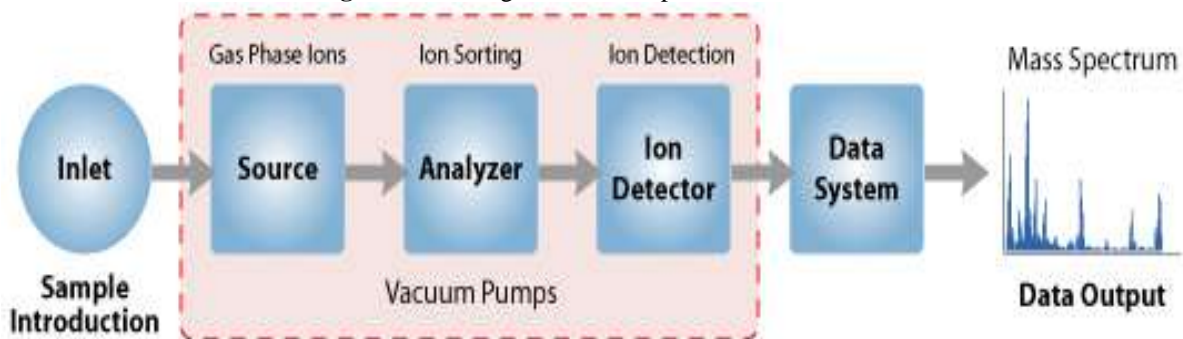 Gas Phase Ions
Ion Sorting
Ion Detection
Mass Spectrum
Inlet
Source
Analyzer
Ion
Detector
Data
System
Sample
Introduction
Vacuum Pumps
Data Output